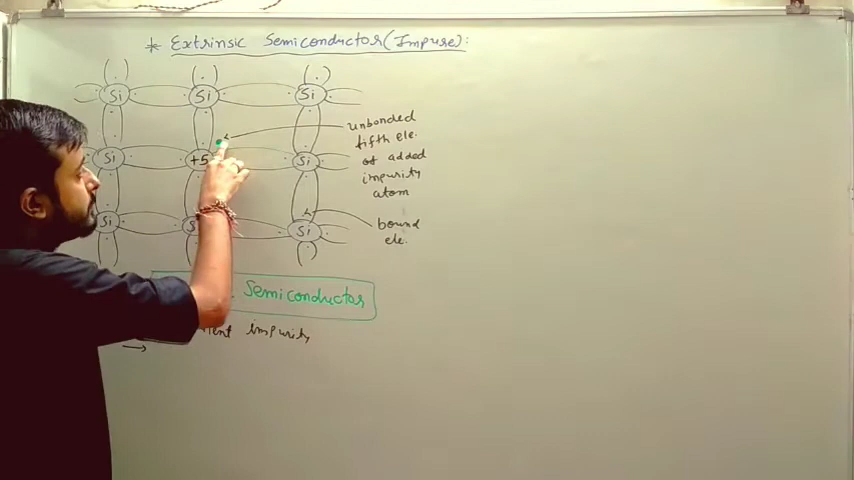 * Extrinsic Semiconductor (Impure):
Si Si Si
unbonded
fifth ele.
of added
impurity
atom
Si +5 Si
bound
ele.
Si S Si
Semiconductor
impurity
→